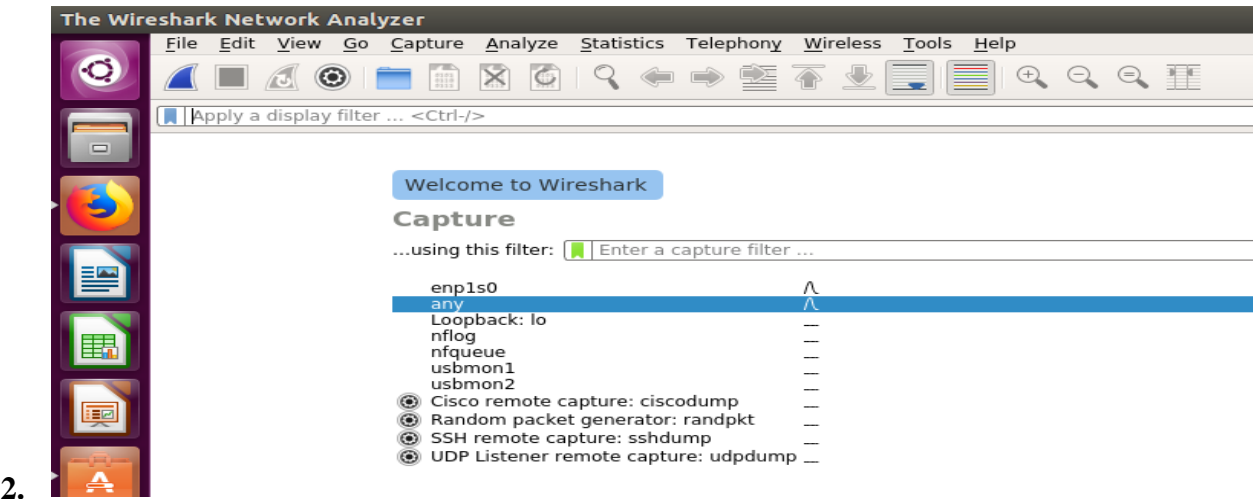 The Wireshark Network Analyzer
File Edit View Go Capture Analyze Statistics Telephony Wireless Tools Help
Apply a display filter ... <Ctrl-/>
Welcome to Wireshark
Capture
...using this filter: Enter a capture filter ...
enp1s0
any
Loopback: lo
nflog
nfqueue
usbmon1
usbmon2
Cisco remote capture: ciscodump
Random packet generator: randpkt
SSH remote capture: sshdump
UDP Listener remote capture: udpdump
2.